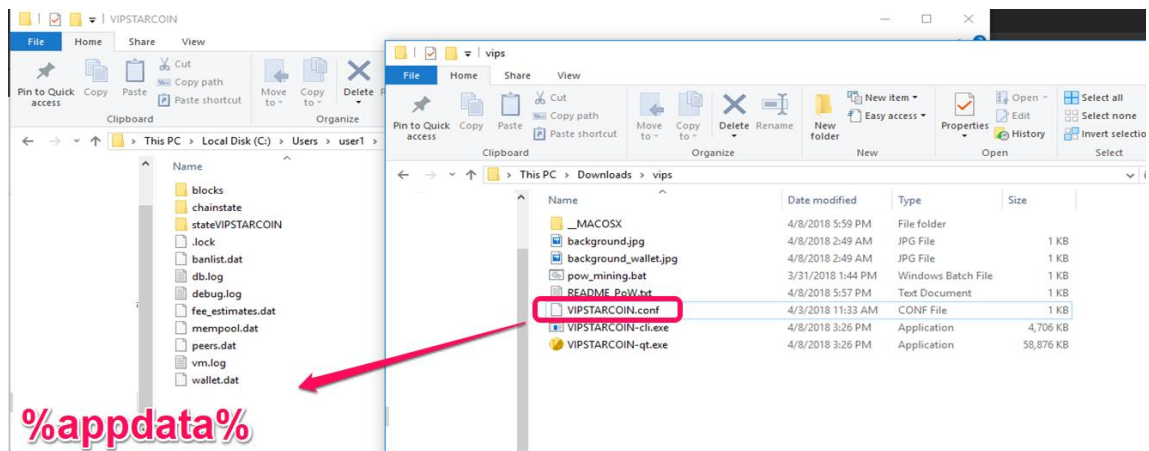 VIPSTARCOIN
File Home Share View
Pin to Quick access
Copy
Paste
Cut
Copy path
Paste shortcut
Move to
Copy to
Delete
Clipboard
Organize
This PC > Local Disk (C:) > Users > user1 >
Name
blocks
chainstate
stateVIPSTARCOIN
.lock
banlist.dat
db.log
debug.log
fee_estimates.dat
mempool.dat
peers.dat
vm.log
wallet.dat
%appdata%
vips
File Home Share View
Pin to Quick access
Copy
Paste
Cut
Copy path
Paste shortcut
Move to
Copy to
Delete
Rename
New folder
New item
Easy access
Properties
Open
Edit
History
Select all
Select none
Invert selectio
Clipboard
Organize
New
Open
Select
This PC > Downloads > vips
Name Date modified Type Size
__MACOSX 4/8/2018 5:59 PM File folder
background.jpg 4/8/2018 2:49 AM JPG File 1 KB
background_wallet.jpg 4/8/2018 2:49 AM JPG File 1 KB
pow_mining.bat 3/31/2018 1:44 PM Windows Batch File 1 KB
README_PoW.txt 4/8/2018 5:57 PM Text Document 1 KB
VIPSTARCOIN.conf 4/3/2018 11:33 AM CONF File 1 KB
VIPSTARCOIN-cli.exe 4/8/2018 3:26 PM Application 4,706 KB
VIPSTARCOIN-qt.exe 4/8/2018 3:26 PM Application 58,876 KB